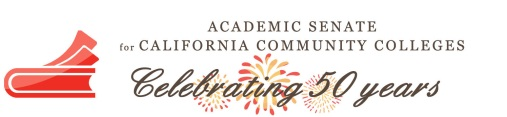 ACADEMIC SENATE
for CALIFORNIA COMMUNITY COLLEGES
Celebrating 50 years